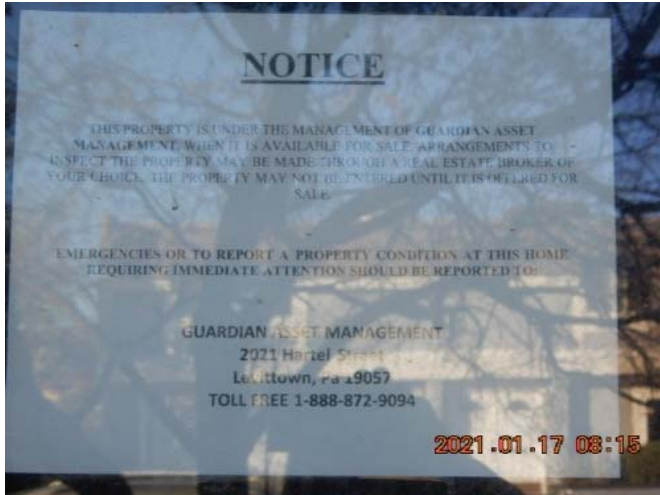 NOTICE
THIS PROPERTY IS UNDER THE MANAGEMENT OF GUARDIAN ASSET
MANAGEMENT. WHEN IT IS AVAILABLE FOR SALE, ARRANGEMENTS TO
INSPECT THE PROPERTY MAY BE MADE THROUGH A REAL ESTATE BROKER OF
YOUR CHOICE. THE PROPERTY MAY NOT BE ENTERED UNTIL IT IS OFFERED FOR
SALE.
EMERGENCIES OR TO REPORT A PROPERTY CONDITION AT THIS HOME
REQUIRING IMMEDIATE ATTENTION SHOULD BE REPORTED TO:
GUARDIAN ASSET MANAGEMENT
2021 Hartel Street
Levittown, Pa 19057
TOLL FREE 1-888-872-9094
2021.01.17 08:15